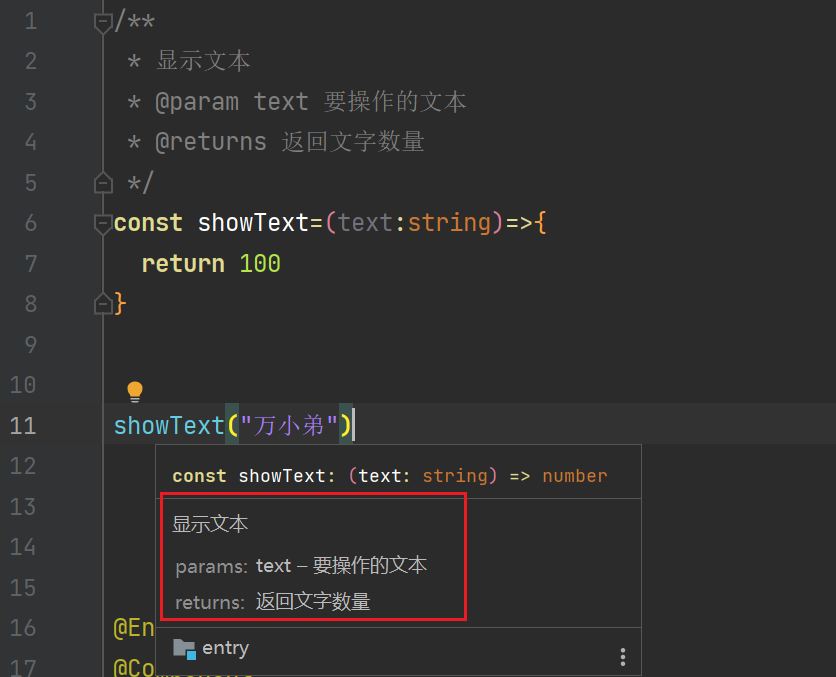 1 /**
2 * 显示文本
3 * @param text 要操作的文本
4 * @returns 返回文字数量
5 */
6 const showText=(text:string)=>{
7 return 100
8 }
9
10
11 showText("万小弟")
12 const showText: (text: string) => number
13 显示文本
14 params: text – 要操作的文本
15 returns: 返回文字数量
16 @En
entry
17